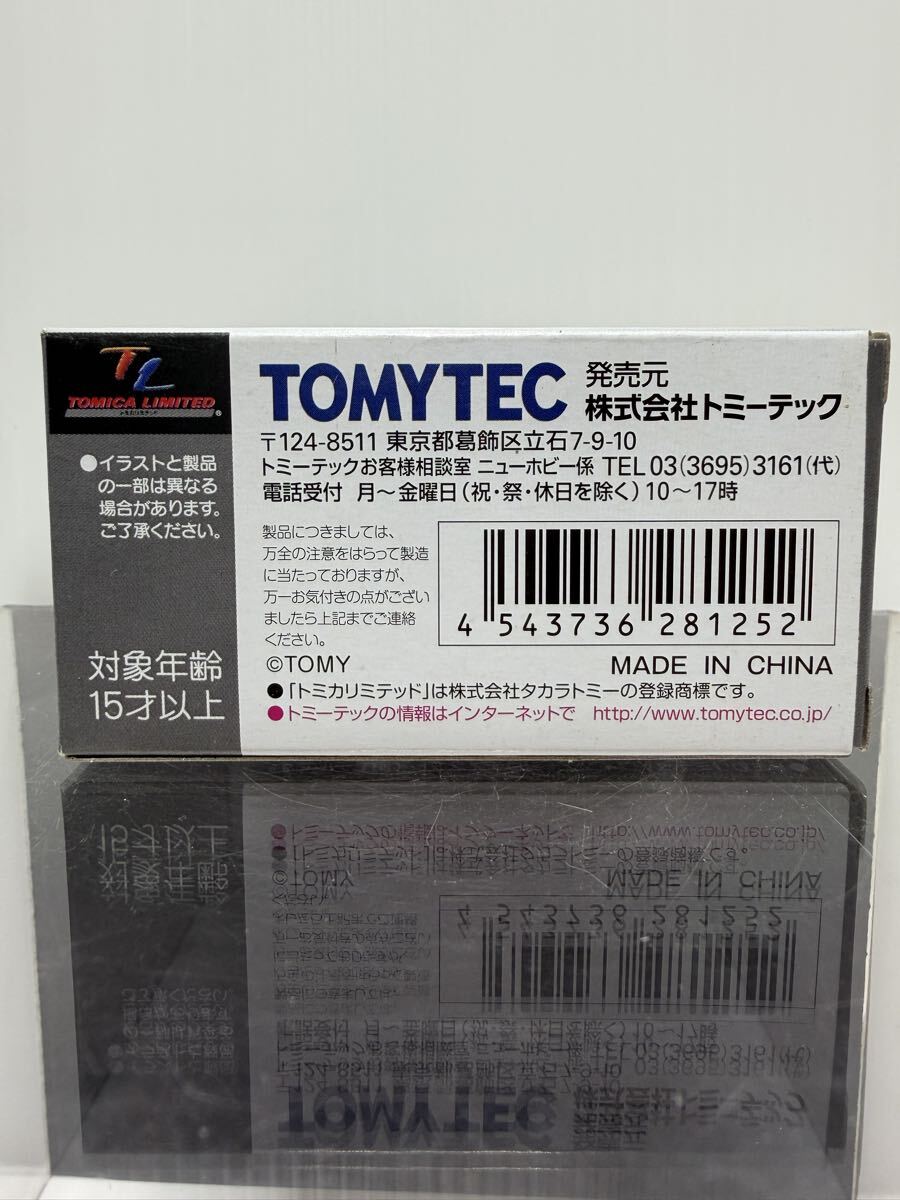 TL
TOMICA LIMITED
トミカリミテッド ®
●イラストと製品
の一部は異なる
場合があります。
ご了承ください。
対象年齢
15才以上
TOMYTEC 発売元
株式会社トミーテック
〒124-8511 東京都葛飾区立石7-9-10
トミーテックお客様相談室 ニューホビー係 TEL 03(3695)3161(代)
電話受付 月〜金曜日(祝・祭・休日を除く)10〜17時
製品につきましては、
万全の注意をはらって製造
に当たっておりますが、
万一お気付きの点がござい
ましたら上記までご連絡
ください。
4 543736 281252
©TOMY MADE IN CHINA
●「トミカリミテッド」は株式会社タカラトミーの登録商標です。
●トミーテックの情報はインターネットで http://www.tomytec.co.jp/